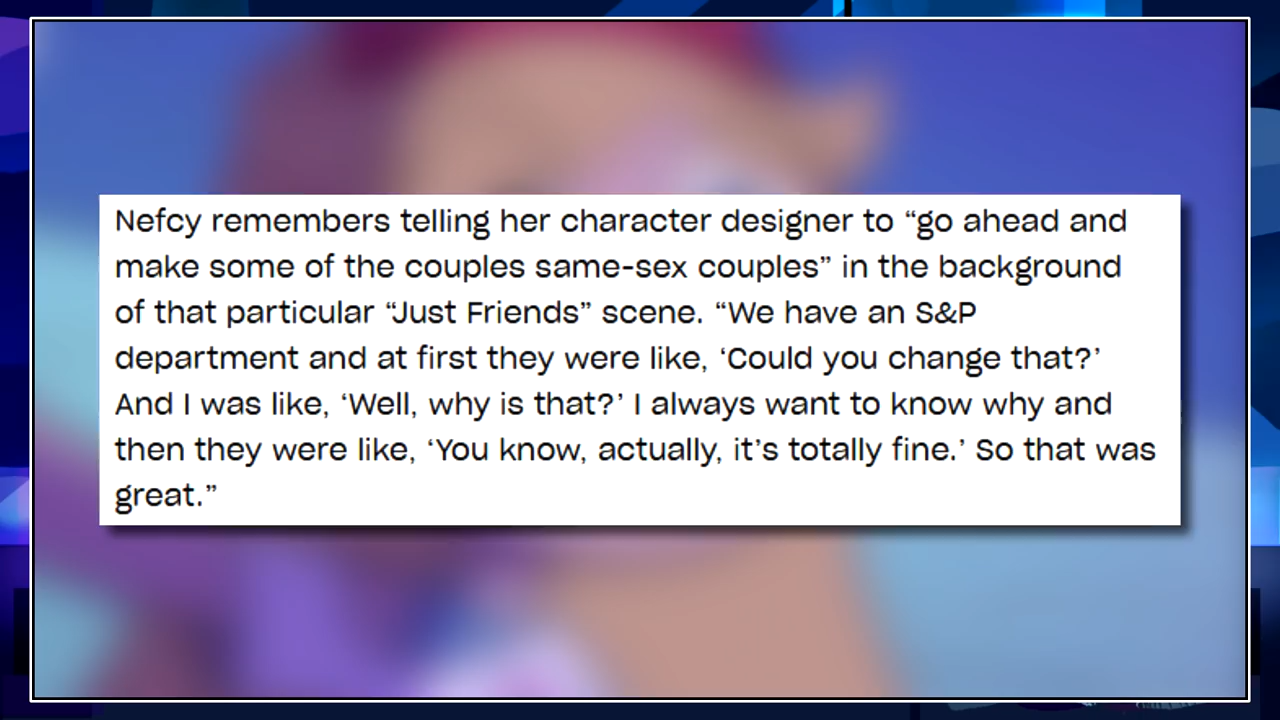 Nefcy remembers telling her character designer to “go ahead and
make some of the couples same-sex couples” in the background
of that particular “Just Friends” scene. “We have an S&P
department and at first they were like, ‘Could you change that?’
And I was like, ‘Well, why is that?’ I always want to know why and
then they were like, ‘You know, actually, it’s totally fine.’ So that was
great.”